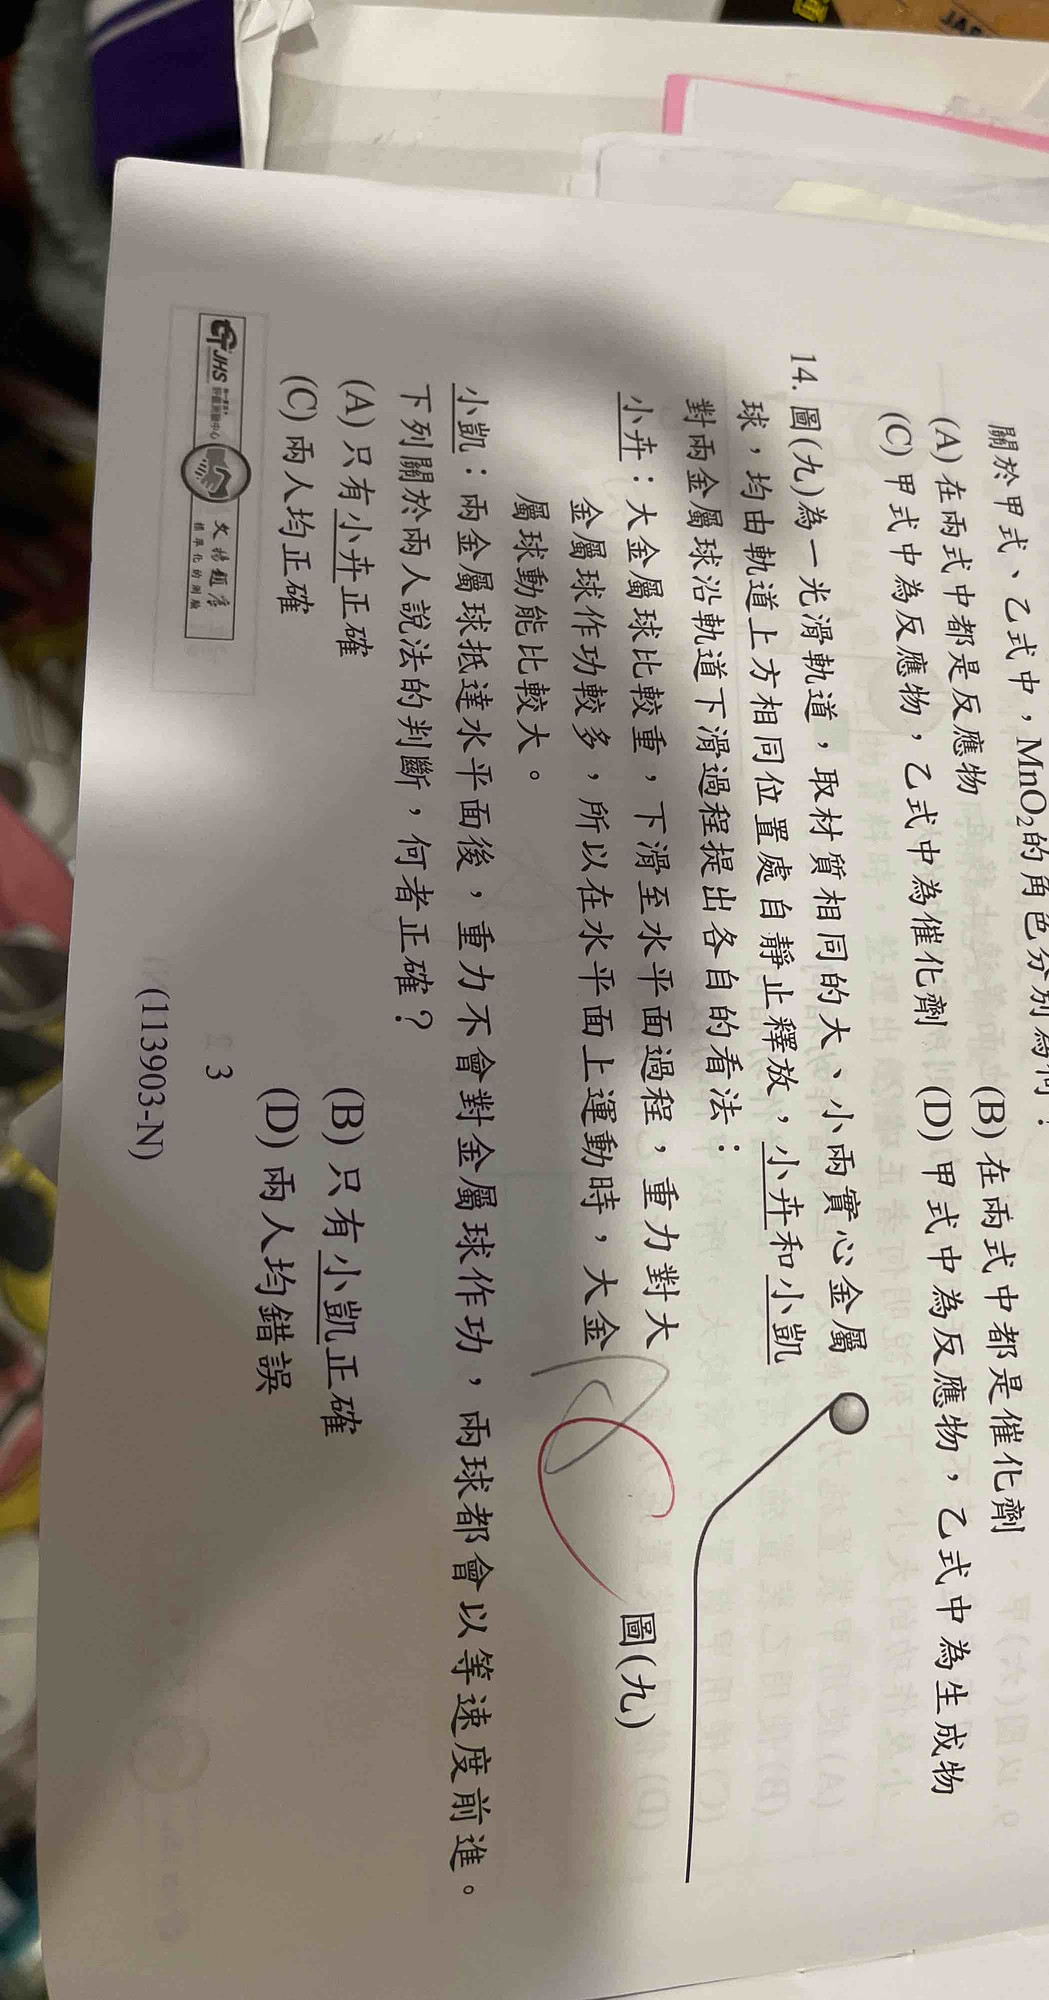 關於甲式、乙式中，MnO₂的角色分別為何？
(A) 在兩式中都是反應物 (B) 在兩式中都是催化劑
(C) 甲式中為反應物，乙式中為催化劑 (D) 甲式中為反應物，乙式中為生成物
14. 圖(九)為一光滑軌道，取材質相同的大、小兩實心金屬
球，均由軌道上方相同位置處自靜止釋放，小卉和小凱
對兩金屬球沿軌道下滑過程提出各自的看法：
小卉：大金屬球比較重，下滑至水平面過程，重力對大
金屬球作功較多，所以在水平面上運動時，大金
屬球動能比較大。
圖(九)
小凱：兩金屬球抵達水平面後，重力不會對金屬球作功，兩球都會以等速度前進。
下列關於兩人說法的判斷，何者正確？
(A) 只有小卉正確 (B) 只有小凱正確
(C) 兩人均正確 (D) 兩人均錯誤
JHS
文揚題庫
標準化的測驗
3
(113903-N)